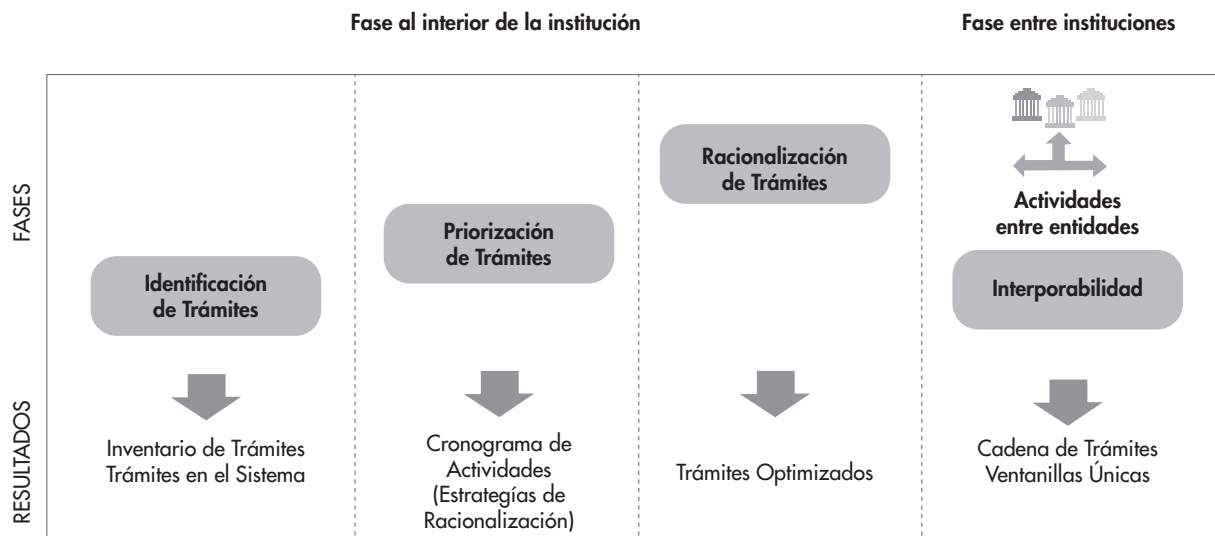 Fase al interior de la institución
Fase entre instituciones
FASES
Identificación
de Trámites
Priorización
de Trámites
Racionalización
de Trámites
Actividades
entre entidades
Interporabilidad
RESULTADOS
Inventario de Trámites
Trámites en el Sistema
Cronograma de
Actividades
(Estrategías de
Racionalización)
Trámites Optimizados
Cadena de Trámites
Ventanillas Únicas